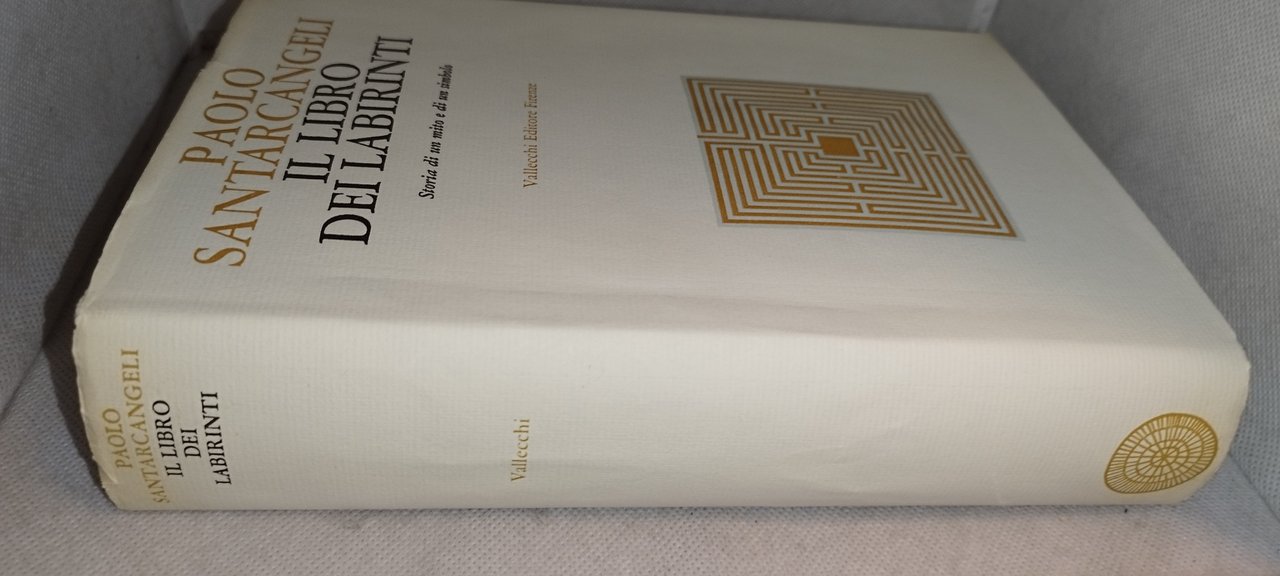 PAOLO
SANTARCANGELI
IL LIBRO
DEI LABIRINTI
Storia di un mito e di un simbolo
Vallecchi Editore Firenze
PAOLO
SANTARCANGELI
IL LIBRO
DEI
LABIRINTI
Vallecchi